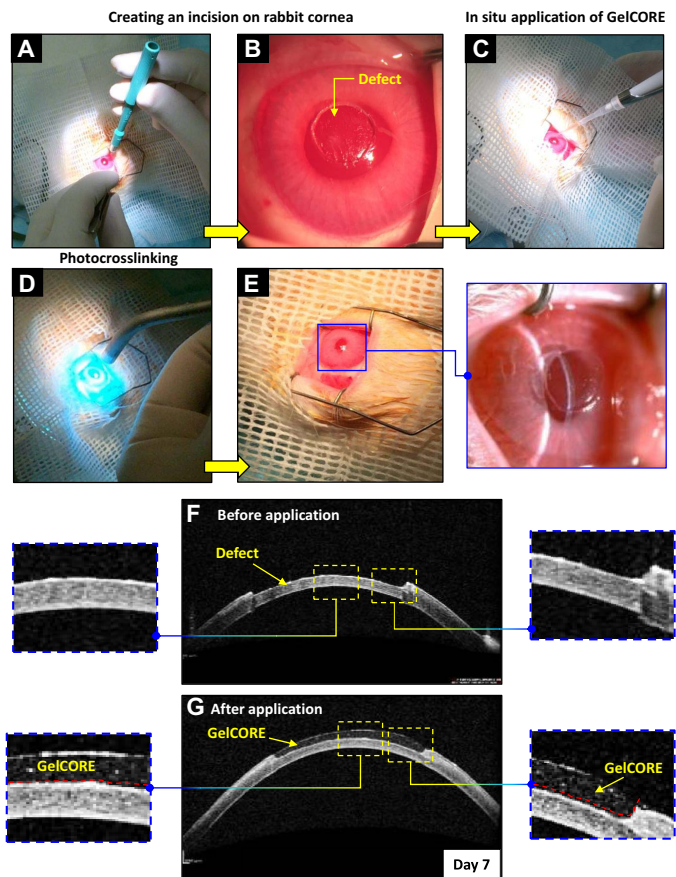 Creating an incision on rabbit cornea
In situ application of GelCORE
A
B
Defect
C
Photocrosslinking
D
E
F Before application
Defect
G After application
GelCORE
GelCORE
GelCORE
Day 7